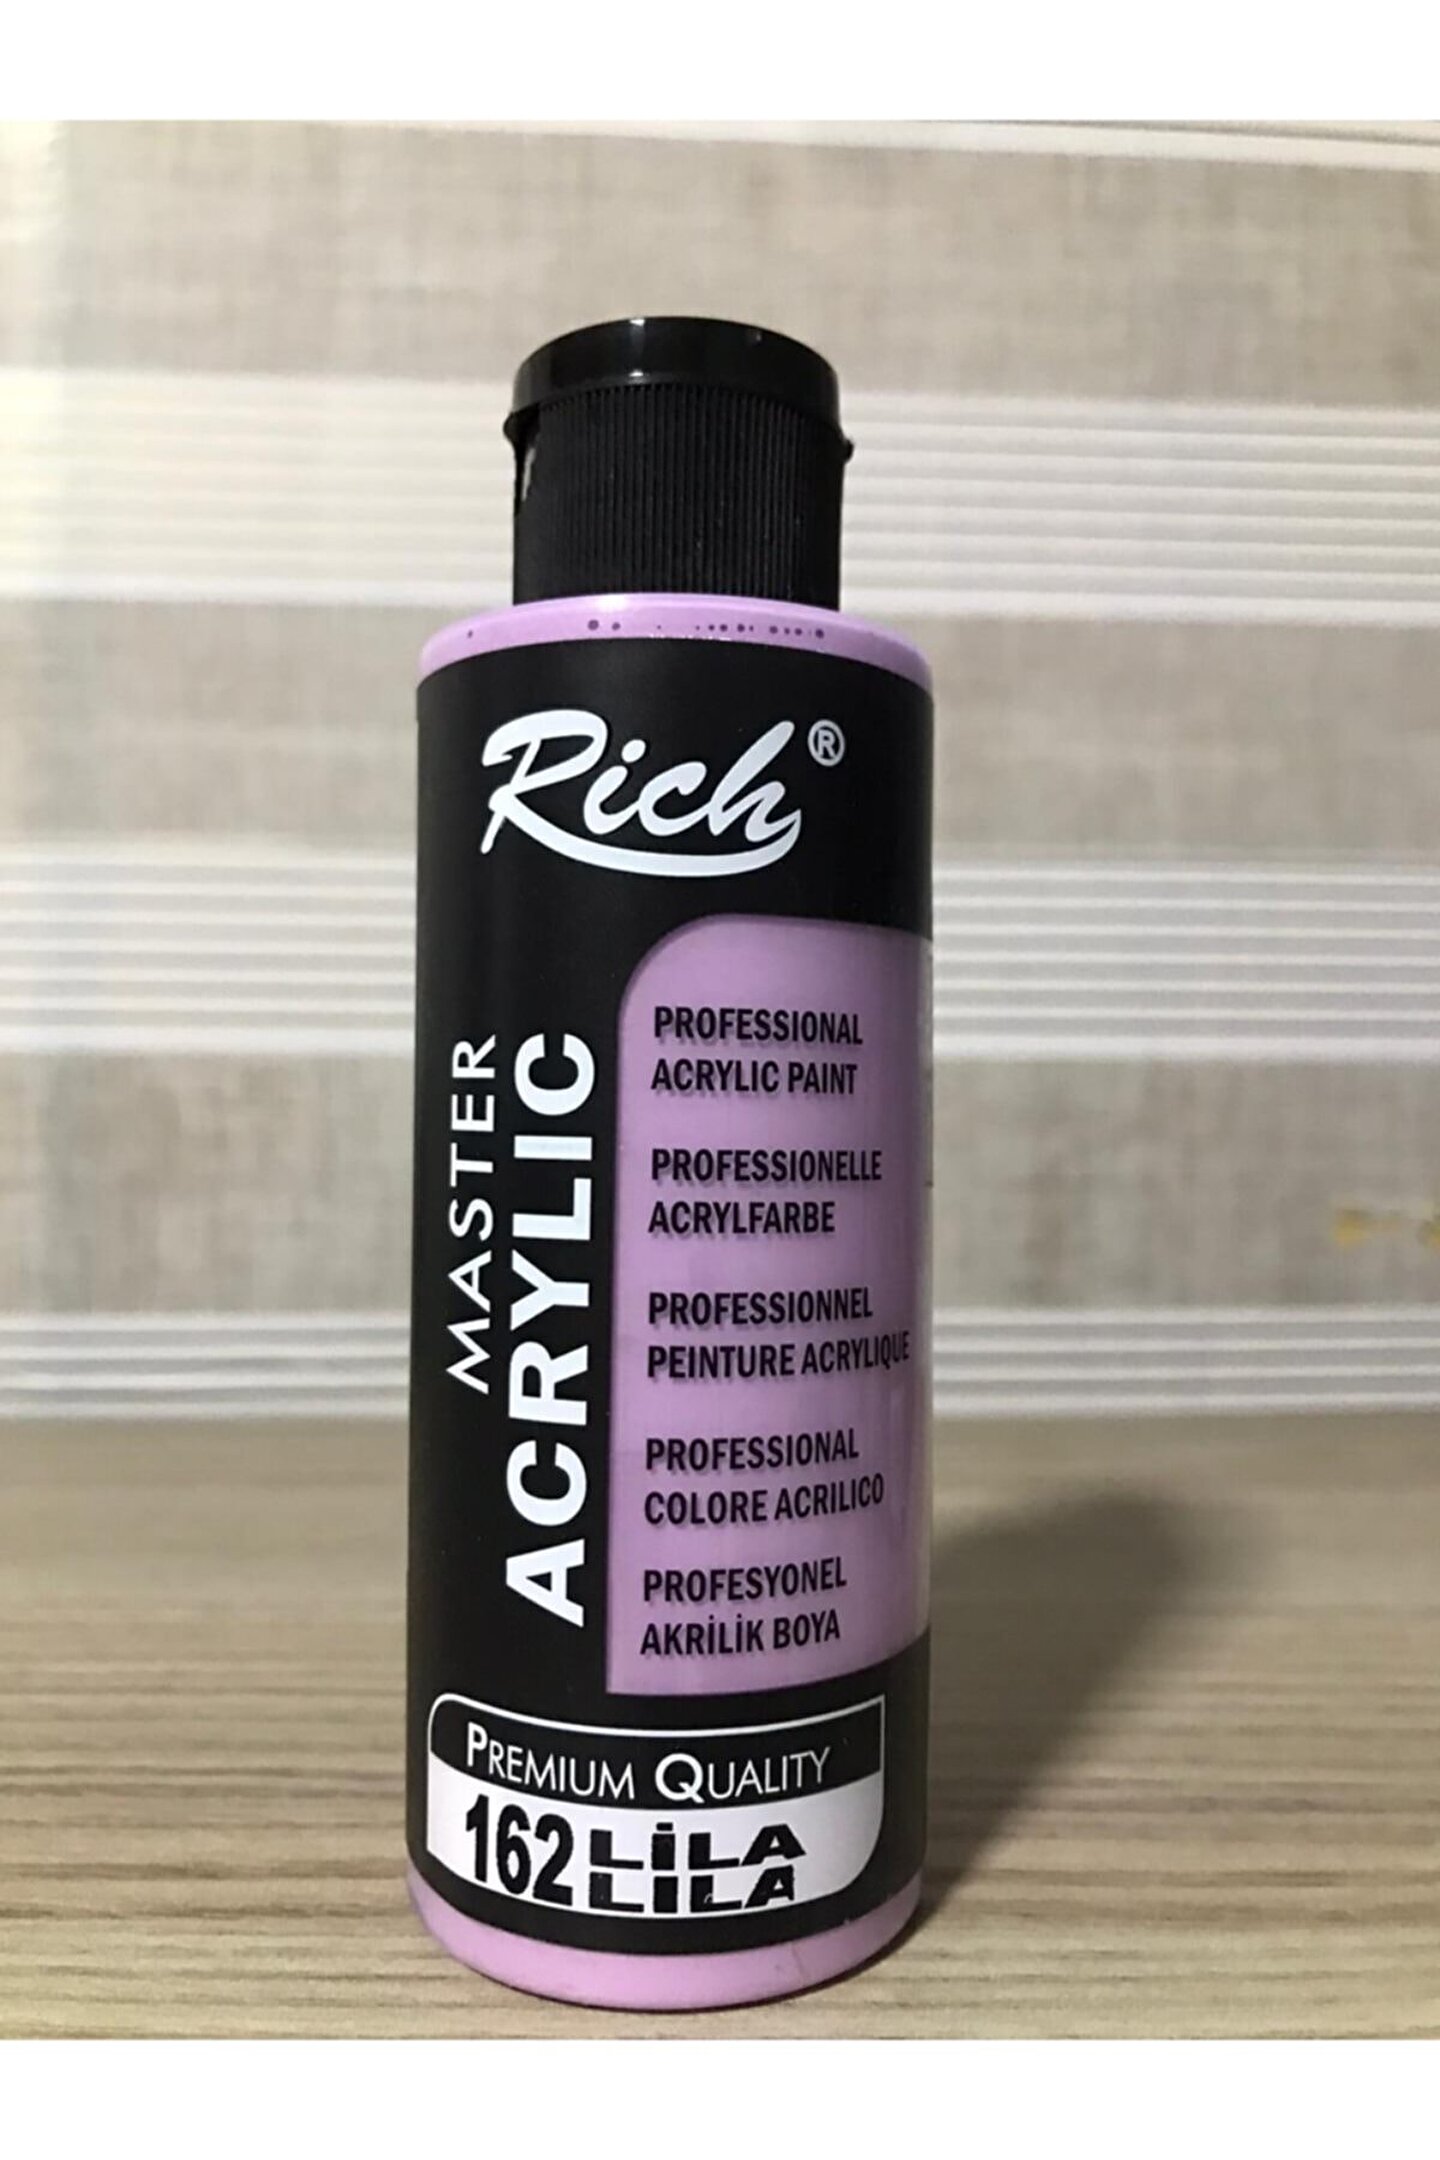 Rich®
MASTER
ACRYLIC
PROFESSIONAL
ACRYLIC PAINT
PROFESSIONELLE
ACRYLFARBE
PROFESSIONNEL
PEINTURE ACRYLIQUE
PROFESSIONAL
COLORE ACRILICO
PROFESYONEL
AKRİLİK BOYA
PREMIUM QUALITY
162 LİLA
LILA